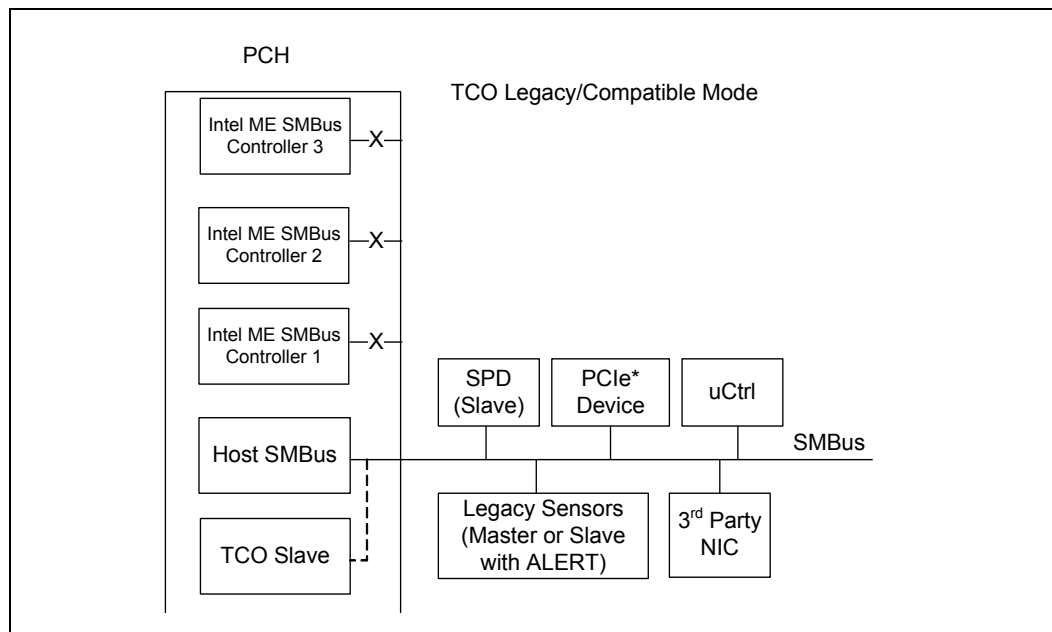 PCH
TCO Legacy/Compatible Mode
Intel ME SMBus
Controller 3
X
Intel ME SMBus
Controller 2
X
Intel ME SMBus
Controller 1
X
SPD
(Slave)
PCIe*
Device
uCtrl
Host SMBus
SMBus
TCO Slave
Legacy Sensors
(Master or Slave
with ALERT)
3rd Party
NIC